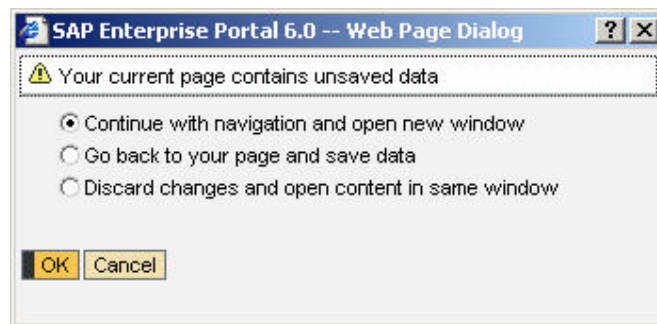 SAP Enterprise Portal 6.0 -- Web Page Dialog
Your current page contains unsaved data
Continue with navigation and open new window
Go back to your page and save data
Discard changes and open content in same window
OK Cancel